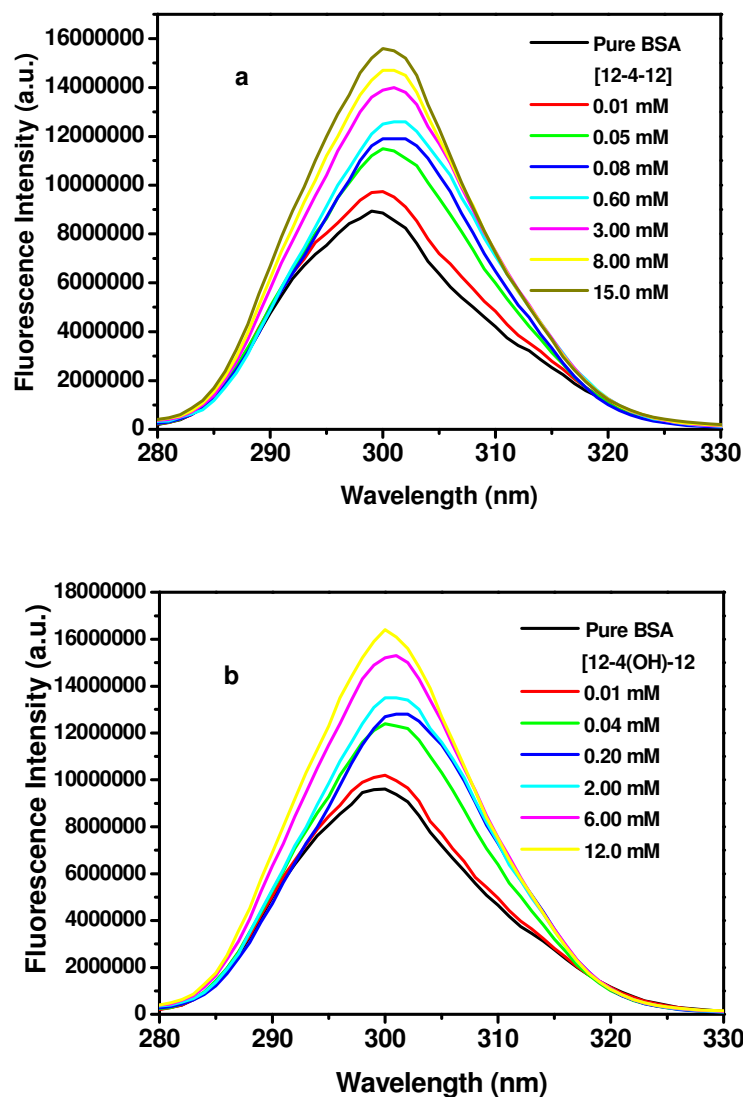 16000000
14000000
12000000
10000000
8000000
6000000
4000000
2000000
0
Fluorescence Intensity (a.u.)
a
Pure BSA
[12-4-12]
0.01 mM
0.05 mM
0.08 mM
0.60 mM
3.00 mM
8.00 mM
15.0 mM
280 290 300 310 320 330
Wavelength (nm)
18000000
16000000
14000000
12000000
10000000
8000000
6000000
4000000
2000000
0
Fluorescence Intensity (a.u.)
b
Pure BSA
[12-4(OH)-12
0.01 mM
0.04 mM
0.20 mM
2.00 mM
6.00 mM
12.0 mM
280 290 300 310 320 330
Wavelength (nm)